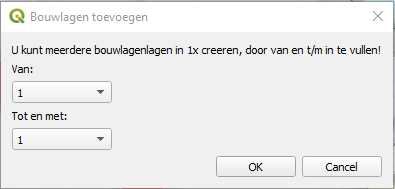 Bouwlagen toevoegen
U kunt meerdere bouwlagenlagen in 1x creeren, door van en t/m in te vullen!
Van:
1
Tot en met:
1
OK Cancel